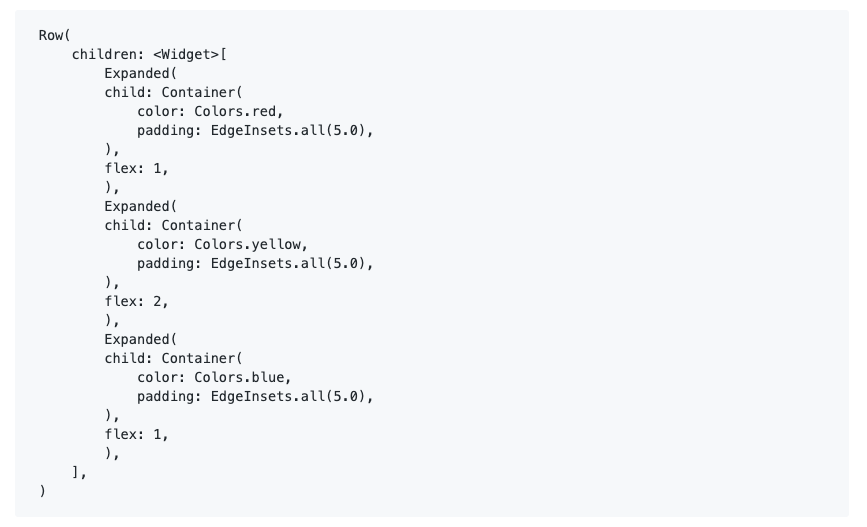 Row(
    children: <Widget>[
        Expanded(
        child: Container(
            color: Colors.red,
            padding: EdgeInsets.all(5.0),
        ),
        flex: 1,
        ),
        Expanded(
        child: Container(
            color: Colors.yellow,
            padding: EdgeInsets.all(5.0),
        ),
        flex: 2,
        ),
        Expanded(
        child: Container(
            color: Colors.blue,
            padding: EdgeInsets.all(5.0),
        ),
        flex: 1,
        ),
    ],
)